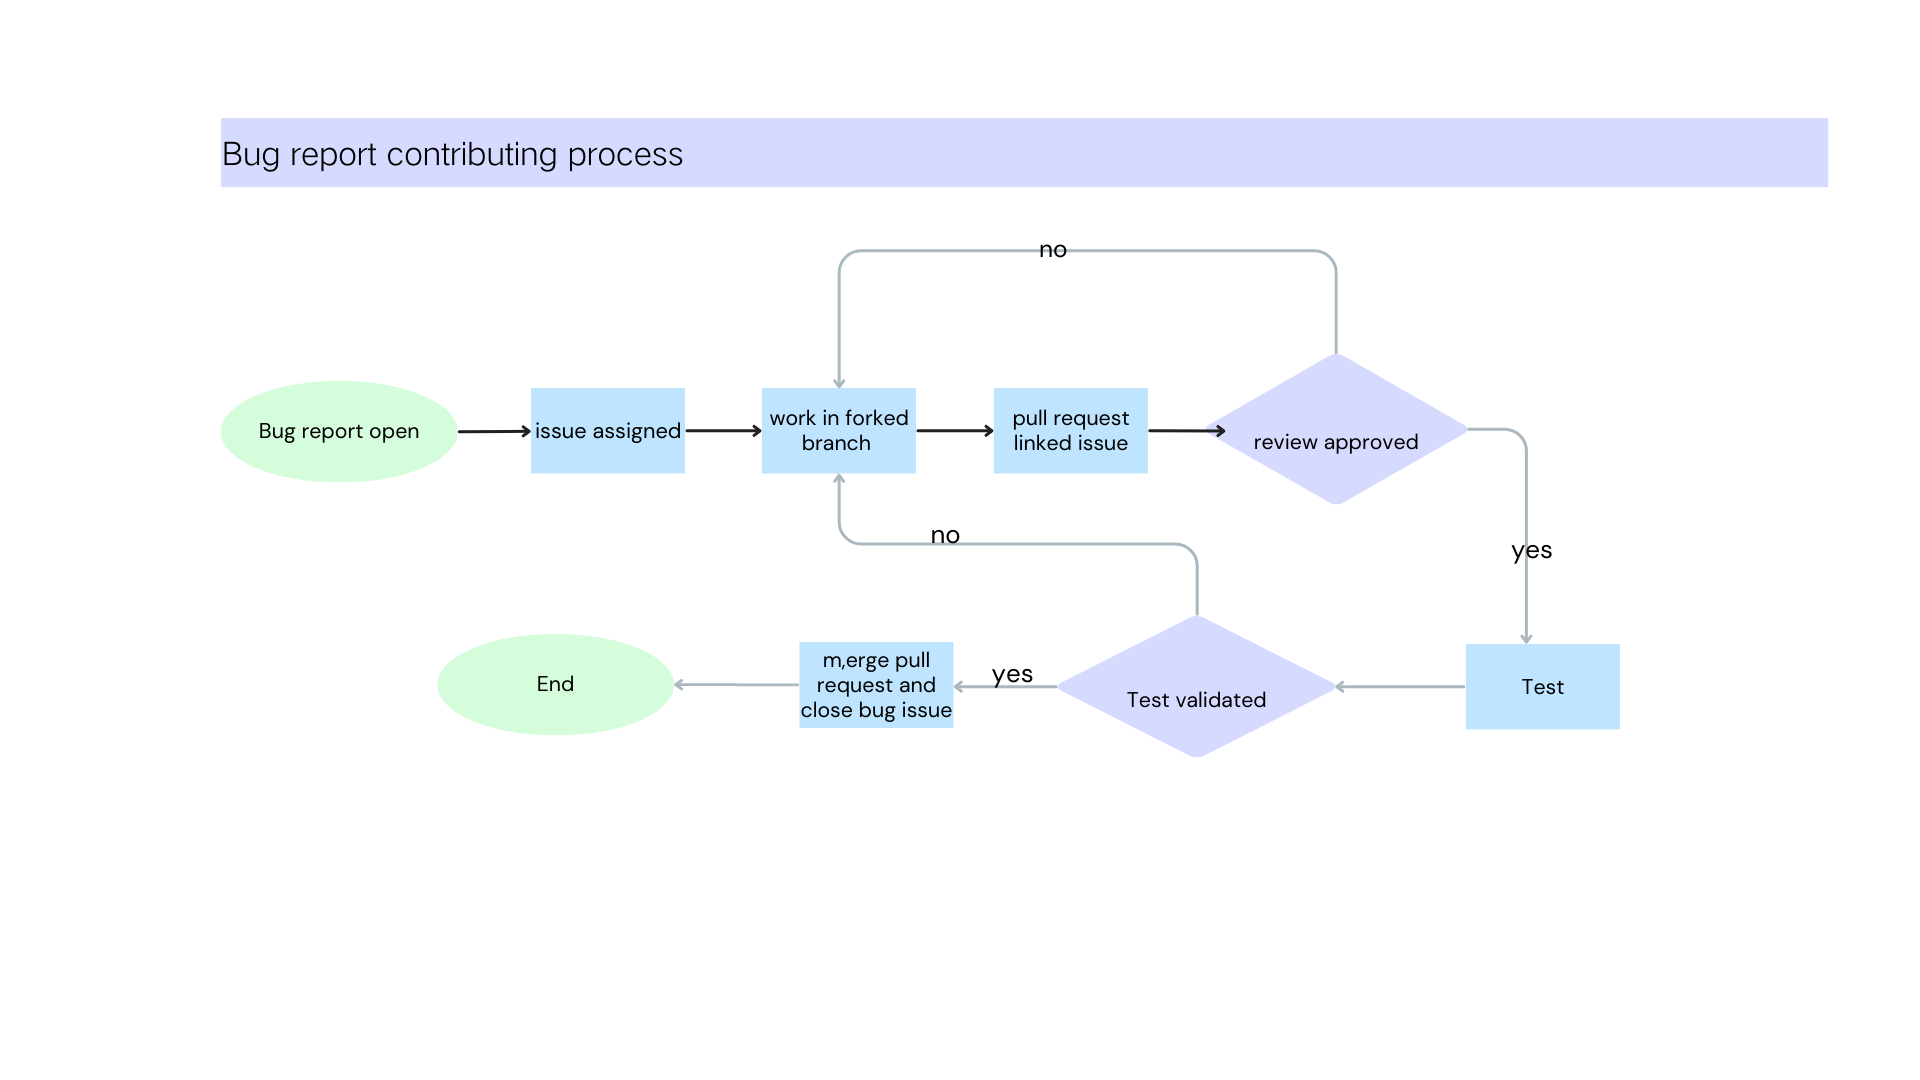 Bug report contributing process
no
Bug report open
issue assigned
work in forked
branch
pull request
linked issue
review approved
no
yes
End
m,erge pull
request and
close bug issue
yes
Test validated
Test